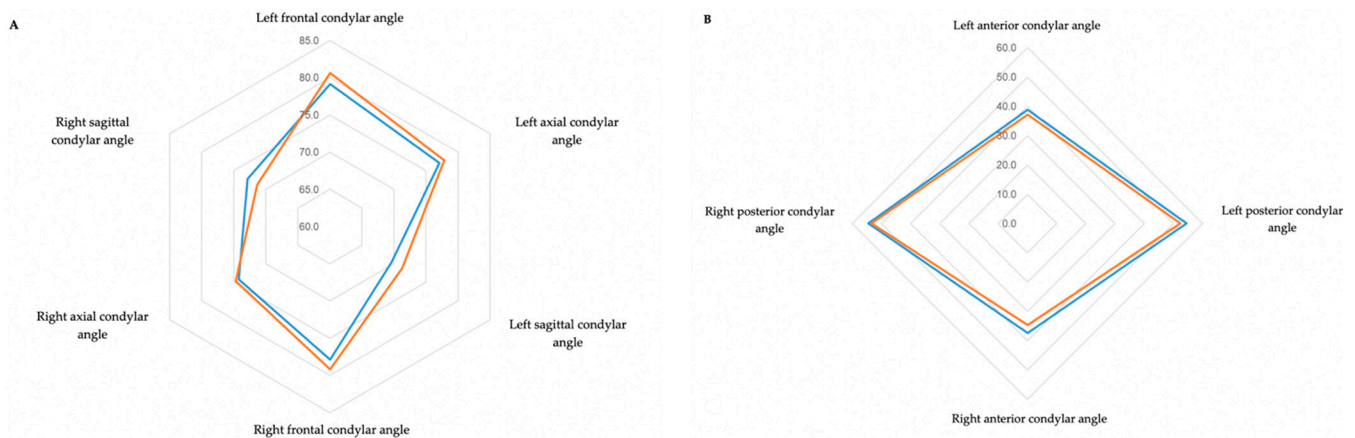 A
Left frontal condylar angle
85.0
80.0
75.0
70.0
65.0
60.0
Right sagittal
condylar angle
Left axial condylar
angle
Right axial condylar
angle
Left sagittal condylar
angle
Right frontal condylar angle
B
Left anterior condylar angle
60.0
50.0
40.0
30.0
20.0
10.0
0.0
Right posterior condylar
angle
Left posterior condylar
angle
Right anterior condylar angle